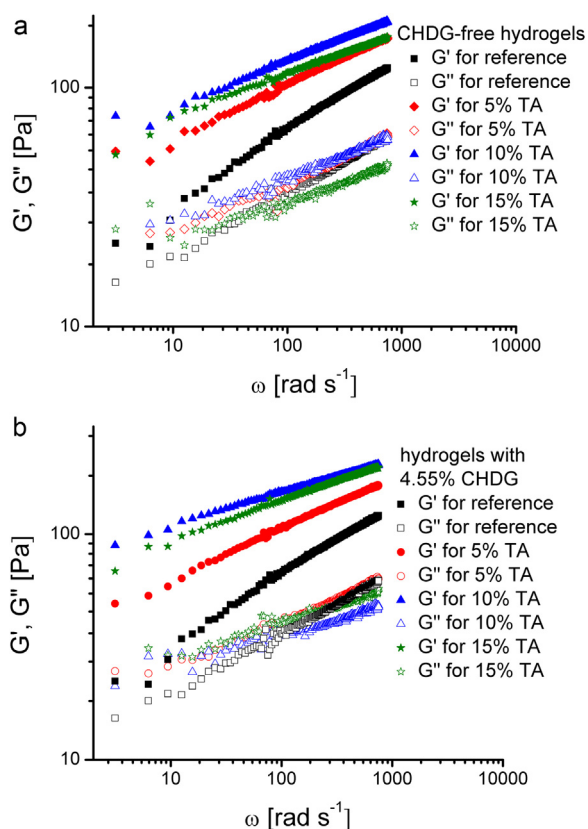 a
CHDG-free hydrogels
G' for reference
G" for reference
G' for 5% TA
G" for 5% TA
G' for 10% TA
G" for 10% TA
G' for 15% TA
G" for 15% TA
100
10
G', G" [Pa]
10 100 1000 10000
ω [rad s⁻¹]
b
hydrogels with
4.55% CHDG
G' for reference
G" for reference
G' for 5% TA
G" for 5% TA
G' for 10% TA
G" for 10% TA
G' for 15% TA
G" for 15% TA
100
10
G', G" [Pa]
10 100 1000 10000
ω [rad s⁻¹]